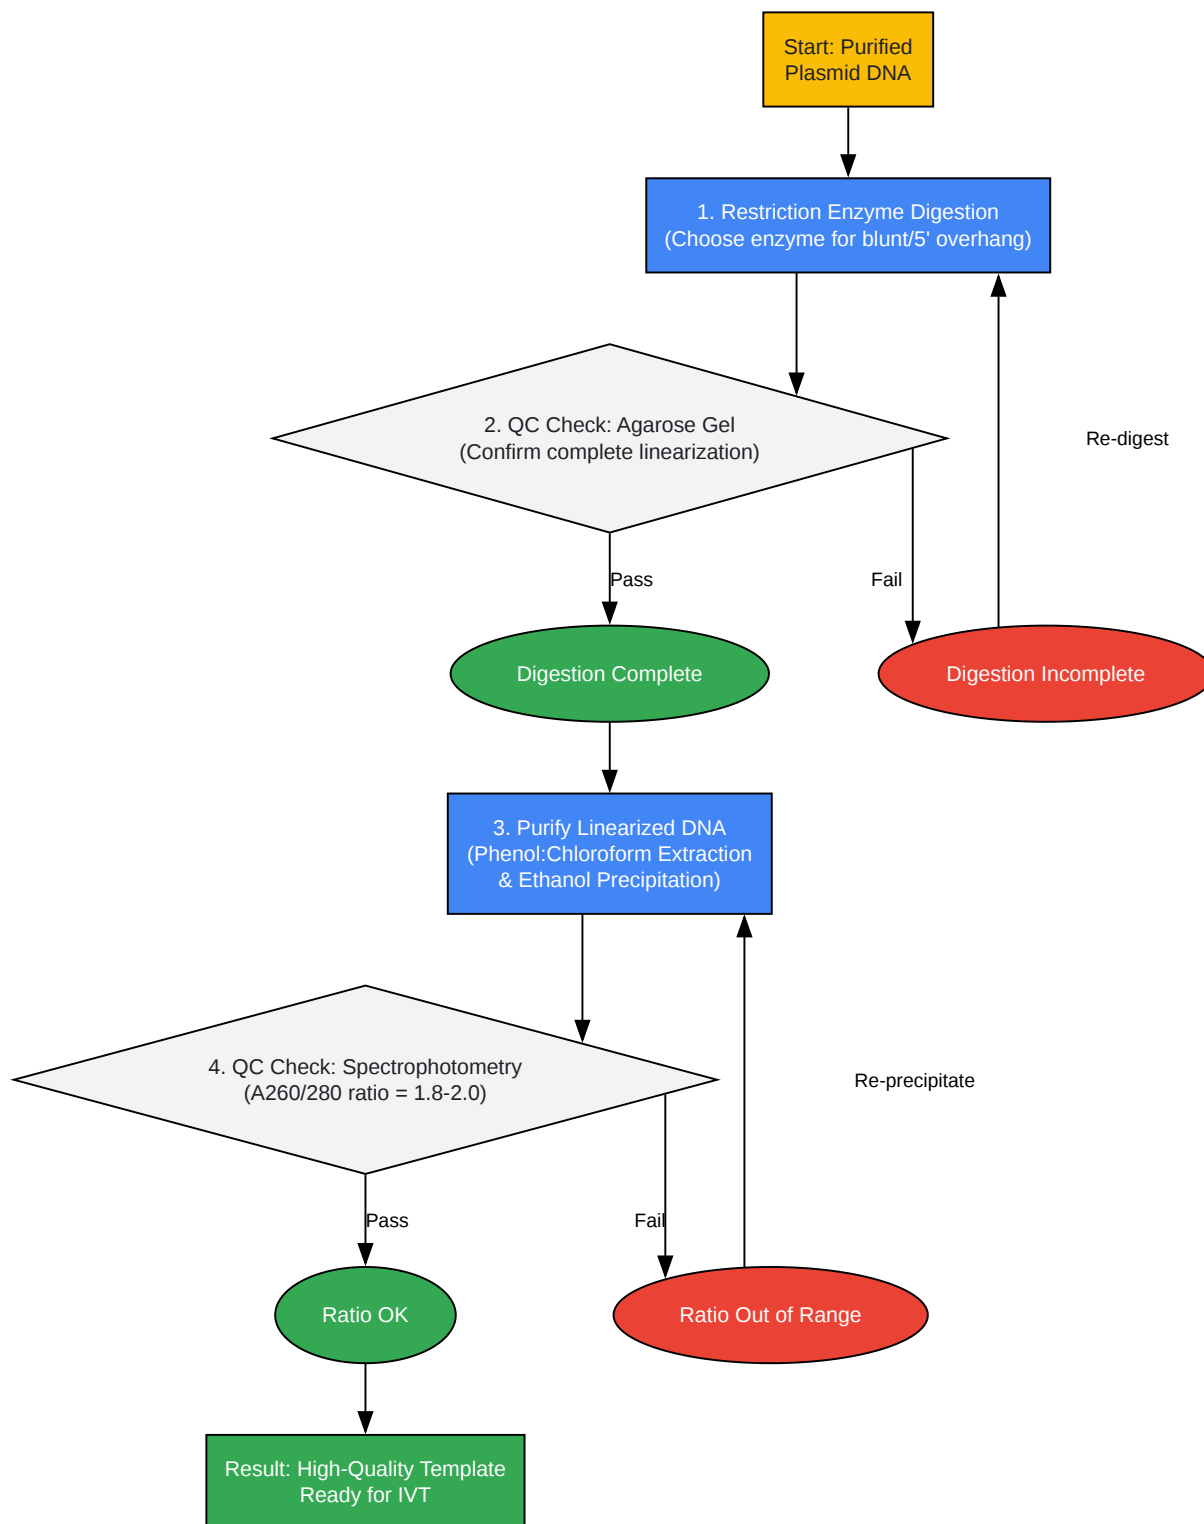 Start: Purified
Plasmid DNA
1. Restriction Enzyme Digestion
(Choose enzyme for blunt/5' overhang)
2. QC Check: Agarose Gel
(Confirm complete linearization)
Re-digest
Pass
Fail
Digestion Complete
Digestion Incomplete
3. Purify Linearized DNA
(Phenol:Chloroform Extraction
& Ethanol Precipitation)
4. QC Check: Spectrophotometry
(A260/280 ratio = 1.8-2.0)
Re-precipitate
Pass
Fail
Ratio OK
Ratio Out of Range
Result: High-Quality Template
Ready for IVT